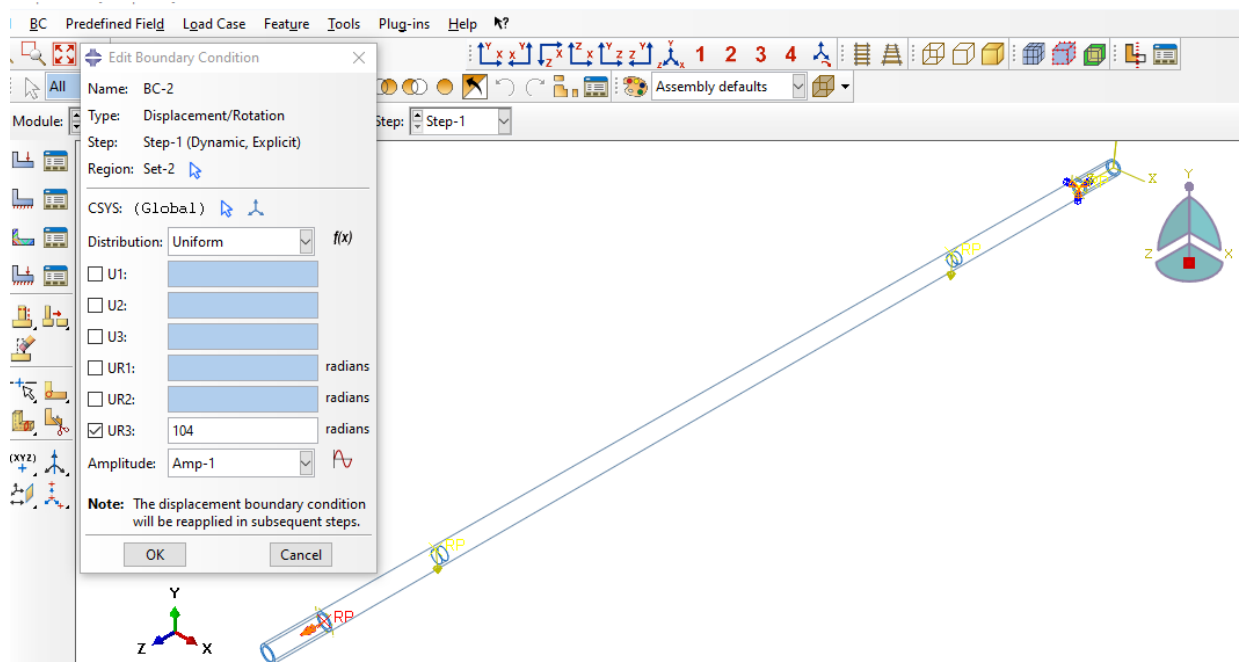 BC Predefined Field Load Case Feature Tools Plug-ins Help
1 2 3 4
All
Assembly defaults
Module:
Step: Step-1
Edit Boundary Condition
Name: BC-2
Type: Displacement/Rotation
Step: Step-1 (Dynamic, Explicit)
Region: Set-2
CSYS: (Global)
Distribution: Uniform f(x)
U1:
U2:
U3:
UR1: radians
UR2: radians
UR3: 104 radians
Amplitude: Amp-1
Note: The displacement boundary condition
will be reapplied in subsequent steps.
OK Cancel
(XYZ)
X
Y
Z X
RP
RP
RP
Y
Z X